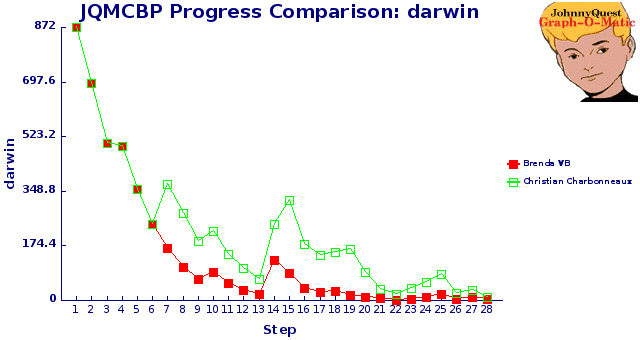 JQMCBP Progress Comparison: darwin
JohnnyQuest
Graph-O-Matic
872
697.6
523.2
348.8
174.4
0
darwin
1 2 3 4 5 6 7 8 9 10 11 12 13 14 15 16 17 18 19 20 21 22 23 24 25 26 27 28
Step
Brenda WB
Christian Charbonneaux